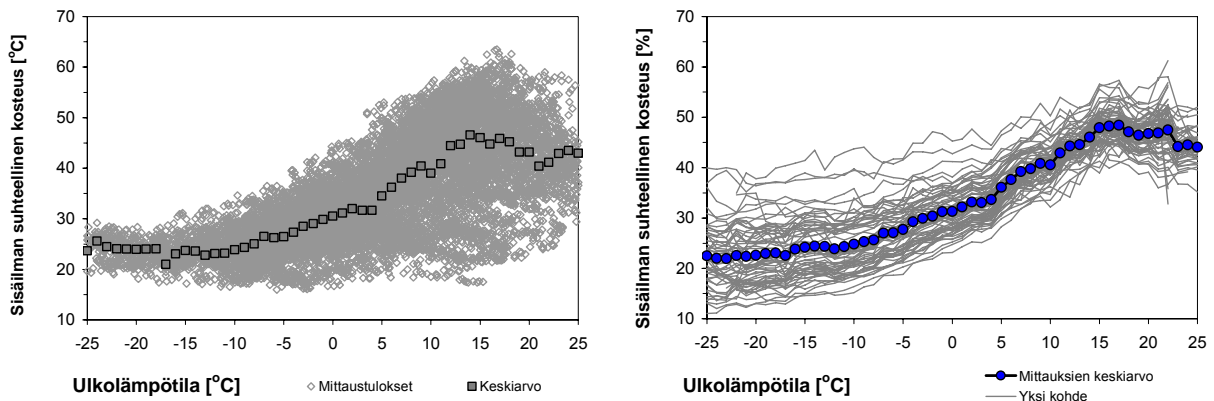 Sisäilman suhteellinen kosteus [°C]
70
60
50
40
30
20
10
-25 -20 -15 -10 -5 0 5 10 15 20 25
Ulkolämpötila [°C]
Mittaustulokset
Keskiarvo
Sisäilman suhteellinen kosteus [%]
70
60
50
40
30
20
10
-25 -20 -15 -10 -5 0 5 10 15 20 25
Ulkolämpötila [°C]
Mittauksien keskiarvo
Yksi kohde